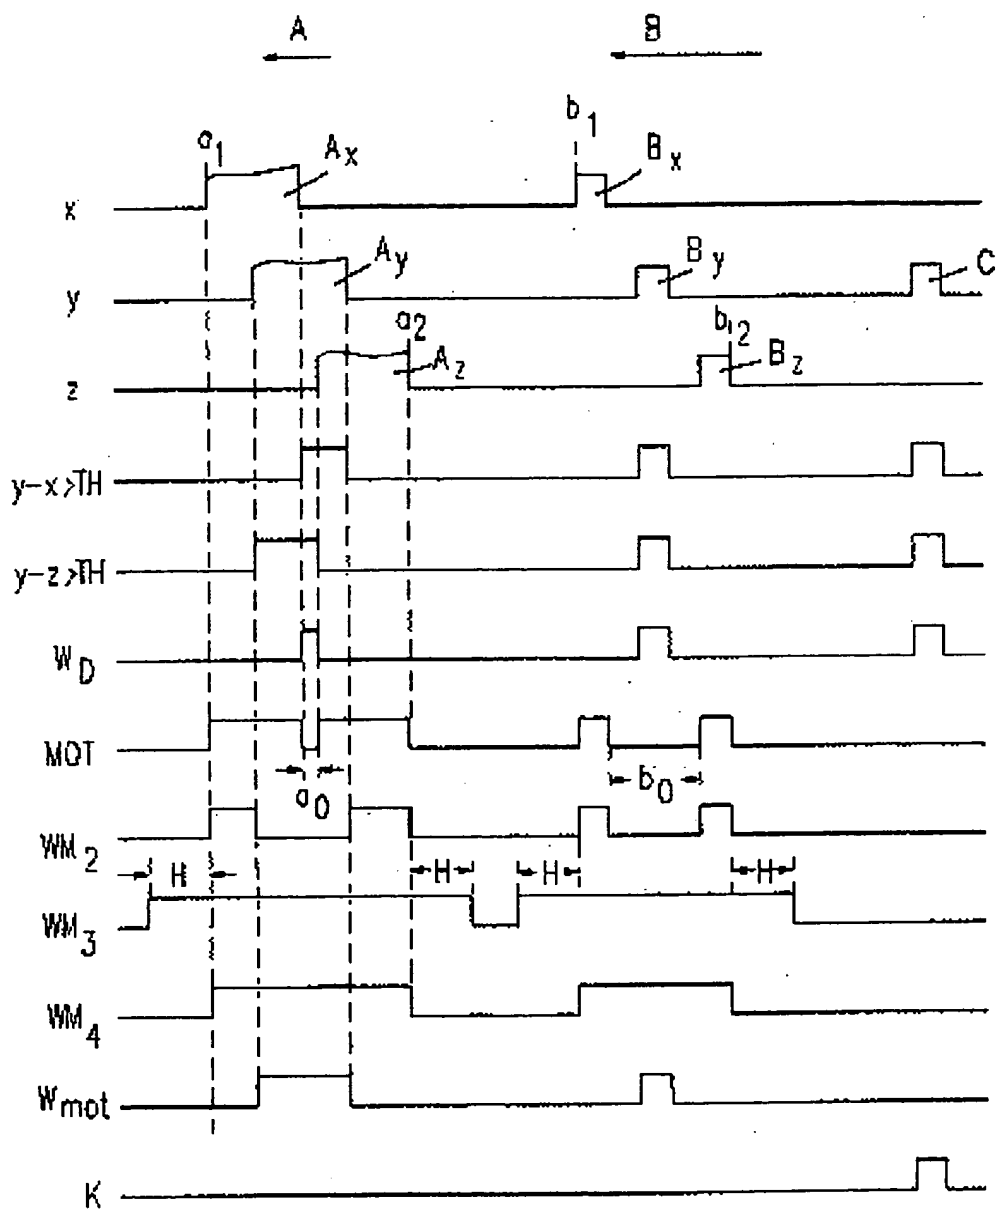 A B
a1 Ax b1 Bx
x
Ay By C
y
a2 Az b2 Bz
z
y-x>TH
y-z>TH
WD
MOT
a0 b0
WM2
H H H H
WM3
WM4
Wmot
K